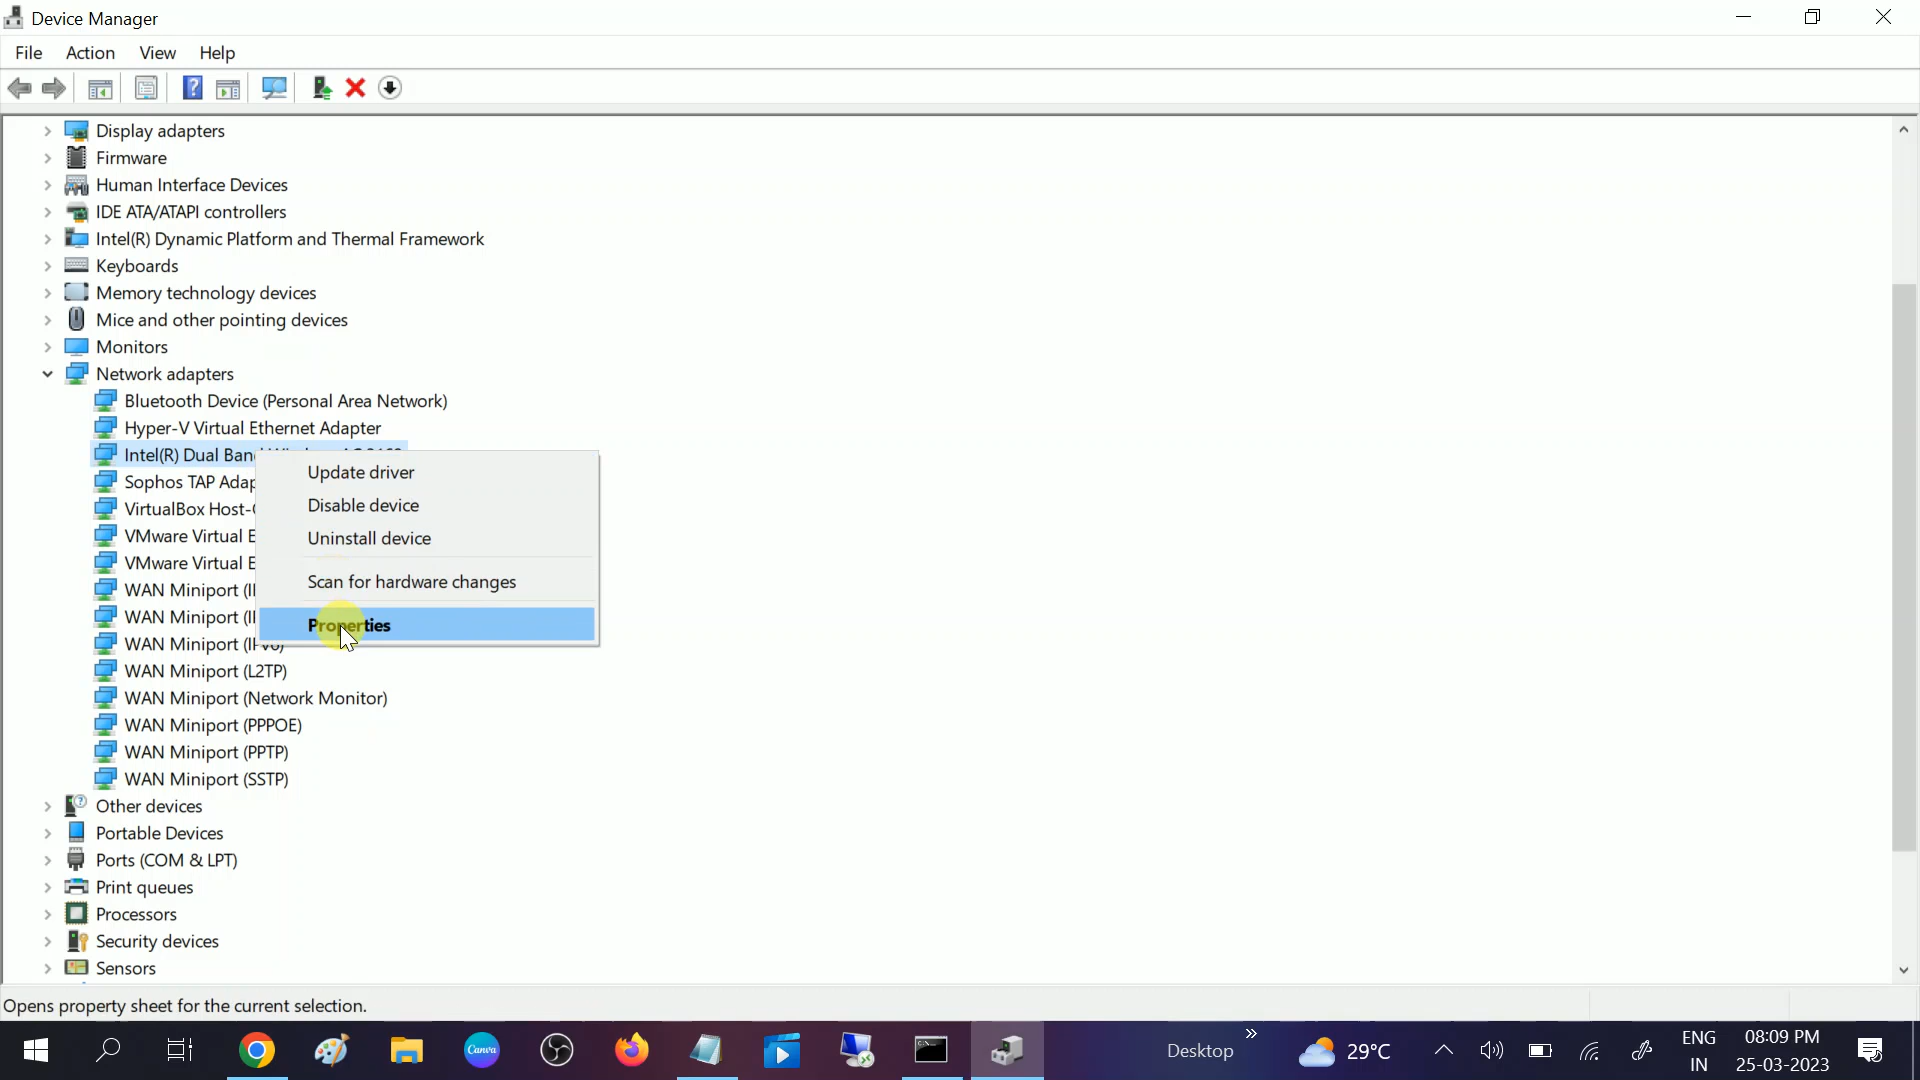 Device Manager
File Action View Help
Display adapters
Firmware
Human Interface Devices
IDE ATA/ATAPI controllers
Intel(R) Dynamic Platform and Thermal Framework
Keyboards
Memory technology devices
Mice and other pointing devices
Monitors
Network adapters
Bluetooth Device (Personal Area Network)
Hyper-V Virtual Ethernet Adapter
Intel(R) Dual Ban
Sophos TAP Adap
VirtualBox Host-
VMware Virtual E
VMware Virtual E
WAN Miniport (I
WAN Miniport (I
WAN Miniport (IPv6)
WAN Miniport (L2TP)
WAN Miniport (Network Monitor)
WAN Miniport (PPPOE)
WAN Miniport (PPTP)
WAN Miniport (SSTP)
Update driver
Disable device
Uninstall device
Scan for hardware changes
Properties
Other devices
Portable Devices
Ports (COM & LPT)
Print queues
Processors
Security devices
Sensors
Opens property sheet for the current selection.
Canva
Desktop
29°C
ENG
IN
08:09 PM
25-03-2023